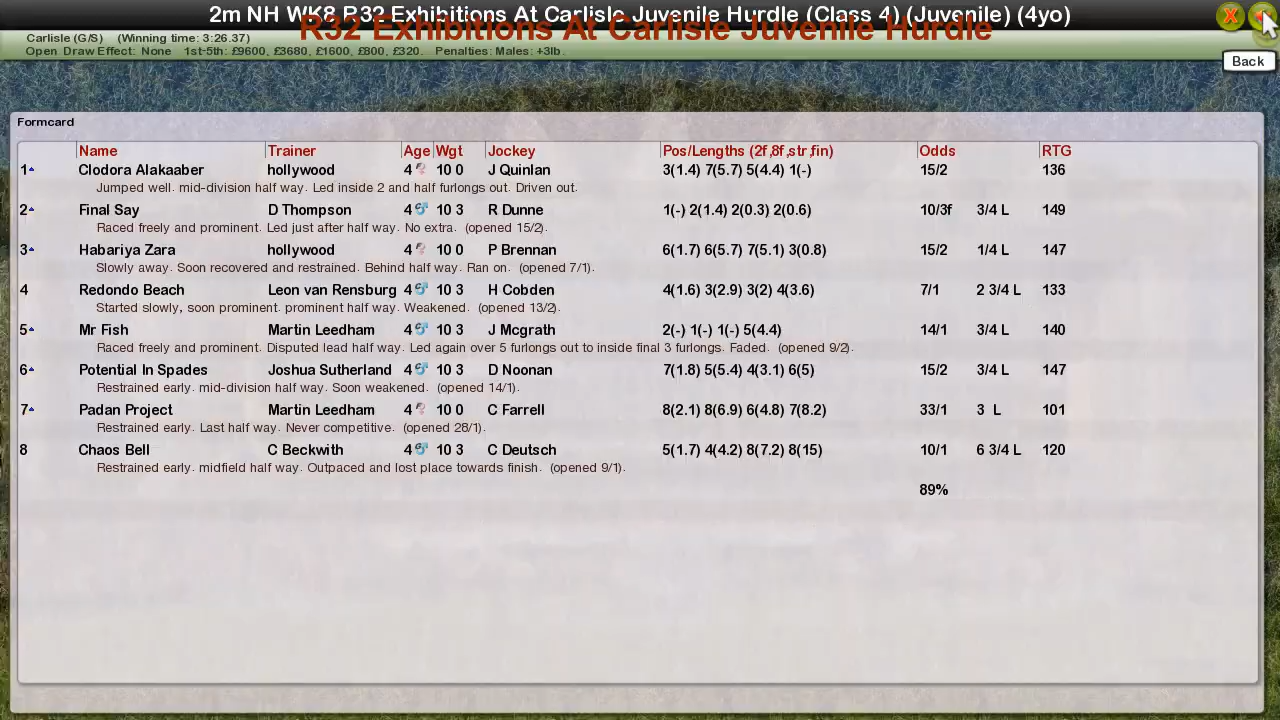 2m NH WK8 R32 Exhibitions At Carlisle Juvenile Hurdle (Class 4) (Juvenile) (4yo)
R32 Exhibitions At Carlisle Juvenile Hurdle
Carlisle (G/S) (Winning time: 3:26.37)
Open Draw Effect: None 1st-5th: £9600, £3680, £1600, £800, £320. Penalties: Males: +3lb.
X
Back
Formcard
Name Trainer Age Wgt Jockey Pos/Lengths (2f,8f,str,fin) Odds RTG
1 Clodora Alakaaber hollywood 4 10 0 J Quinlan 3(1.4) 7(5.7) 5(4.4) 1(-) 15/2 136
Jumped well. mid-division half way. Led inside 2 and half furlongs out. Driven out.
2 Final Say D Thompson 4 10 3 R Dunne 1(-) 2(1.4) 2(0.3) 2(0.6) 10/3f 3/4 L 149
Raced freely and prominent. Led just after half way. No extra. (opened 15/2).
3 Habariya Zara hollywood 4 10 0 P Brennan 6(1.7) 6(5.7) 7(5.1) 3(0.8) 15/2 1/4 L 147
Slowly away. Soon recovered and restrained. Behind half way. Ran on. (opened 7/1).
4 Redondo Beach Leon van Rensburg 4 10 3 H Cobden 4(1.6) 3(2.9) 3(2) 4(3.6) 7/1 2 3/4 L 133
Started slowly, soon prominent. prominent half way. Weakened. (opened 13/2).
5 Mr Fish Martin Leedham 4 10 3 J Mcgrath 2(-) 1(-) 1(-) 5(4.4) 14/1 3/4 L 140
Raced freely and prominent. Disputed lead half way. Led again over 5 furlongs out to inside final 3 furlongs. Faded. (opened 9/2).
6 Potential In Spades Joshua Sutherland 4 10 3 D Noonan 7(1.8) 5(5.4) 4(3.1) 6(5) 15/2 3/4 L 147
Restrained early. mid-division half way. Soon weakened. (opened 14/1).
7 Padan Project Martin Leedham 4 10 0 C Farrell 8(2.1) 8(6.9) 6(4.8) 7(8.2) 33/1 3 L 101
Restrained early. Last half way. Never competitive. (opened 28/1).
8 Chaos Bell C Beckwith 4 10 3 C Deutsch 5(1.7) 4(4.2) 8(7.2) 8(15) 10/1 6 3/4 L 120
Restrained early. midfield half way. Outpaced and lost place towards finish. (opened 9/1).
89%